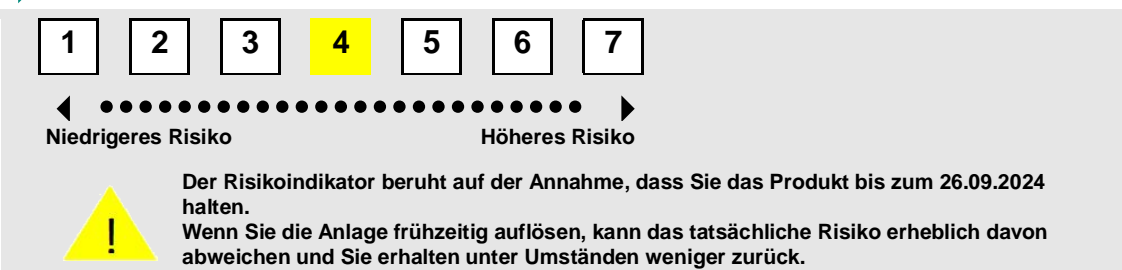 1 2 3 4 5 6 7
Niedrigeres Risiko Höheres Risiko
! Der Risikoindikator beruht auf der Annahme, dass Sie das Produkt bis zum 26.09.2024
halten.
Wenn Sie die Anlage frühzeitig auflösen, kann das tatsächliche Risiko erheblich davon
abweichen und Sie erhalten unter Umständen weniger zurück.